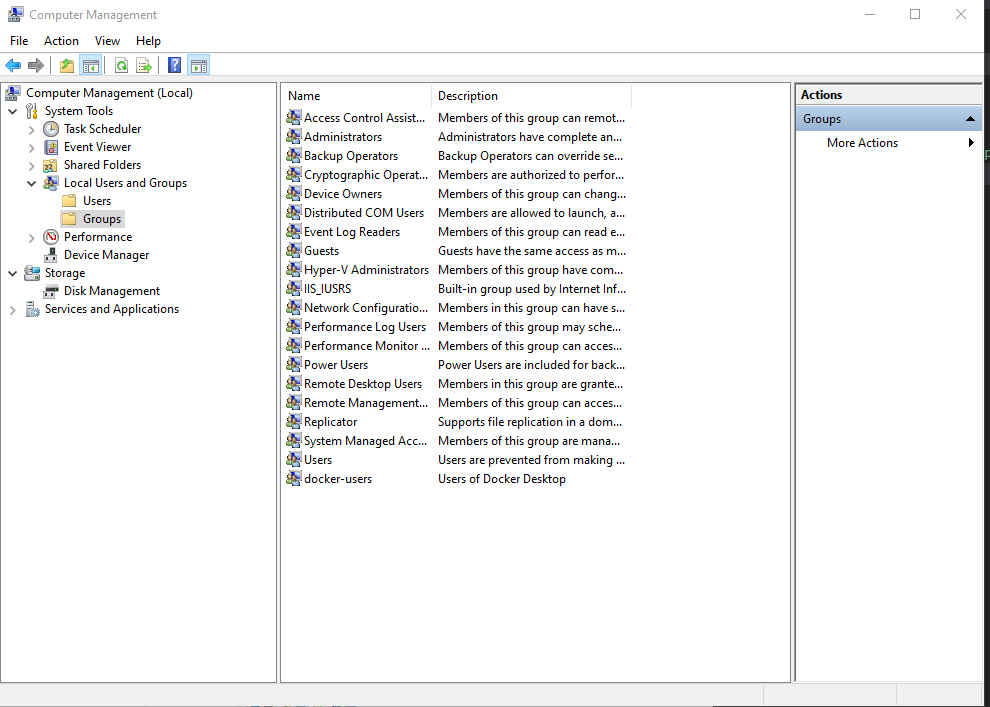 Computer Management
File Action View Help
Computer Management (Local)
System Tools
Task Scheduler
Event Viewer
Shared Folders
Local Users and Groups
Users
Groups
Performance
Device Manager
Storage
Disk Management
Services and Applications
Name Description
Access Control Assist... Members of this group can remot...
Administrators Administrators have complete an...
Backup Operators Backup Operators can override se...
Cryptographic Operat... Members are authorized to perfor...
Device Owners Members of this group can chang...
Distributed COM Users Members are allowed to launch, a...
Event Log Readers Members of this group can read e...
Guests Guests have the same access as m...
Hyper-V Administrators Members of this group have com...
IIS_IUSRS Built-in group used by Internet Inf...
Network Configuratio... Members in this group can have s...
Performance Log Users Members of this group may sche...
Performance Monitor ... Members of this group can acces...
Power Users Power Users are included for back...
Remote Desktop Users Members in this group are grante...
Remote Management... Members of this group can acces...
Replicator Supports file replication in a dom...
System Managed Acc... Members of this group are mana...
Users Users are prevented from making ...
docker-users Users of Docker Desktop
Actions
Groups
More Actions